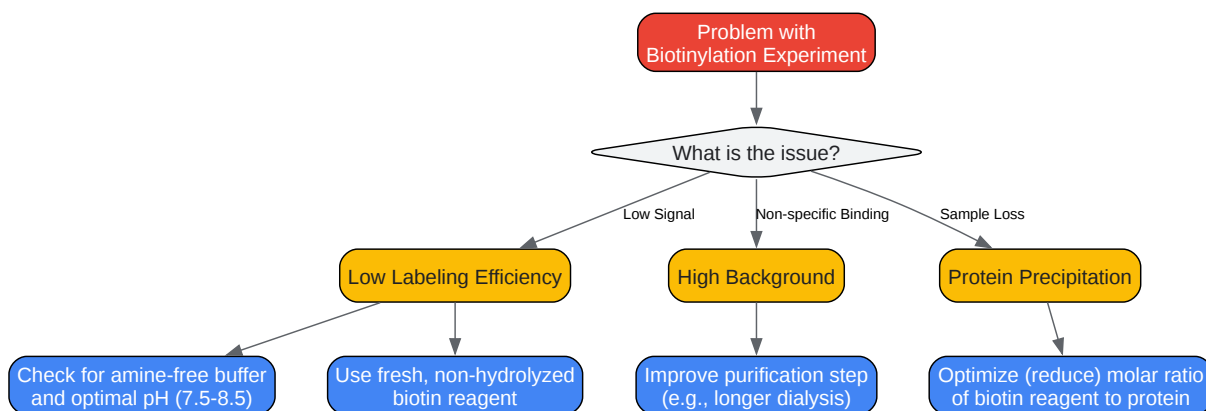 Problem with
Biotinylation Experiment
What is the issue?
Low Signal
Non-specific Binding
Sample Loss
Low Labeling Efficiency
High Background
Protein Precipitation
Check for amine-free buffer
and optimal pH (7.5-8.5)
Use fresh, non-hydrolyzed
biotin reagent
Improve purification step
(e.g., longer dialysis)
Optimize (reduce) molar ratio
of biotin reagent to protein